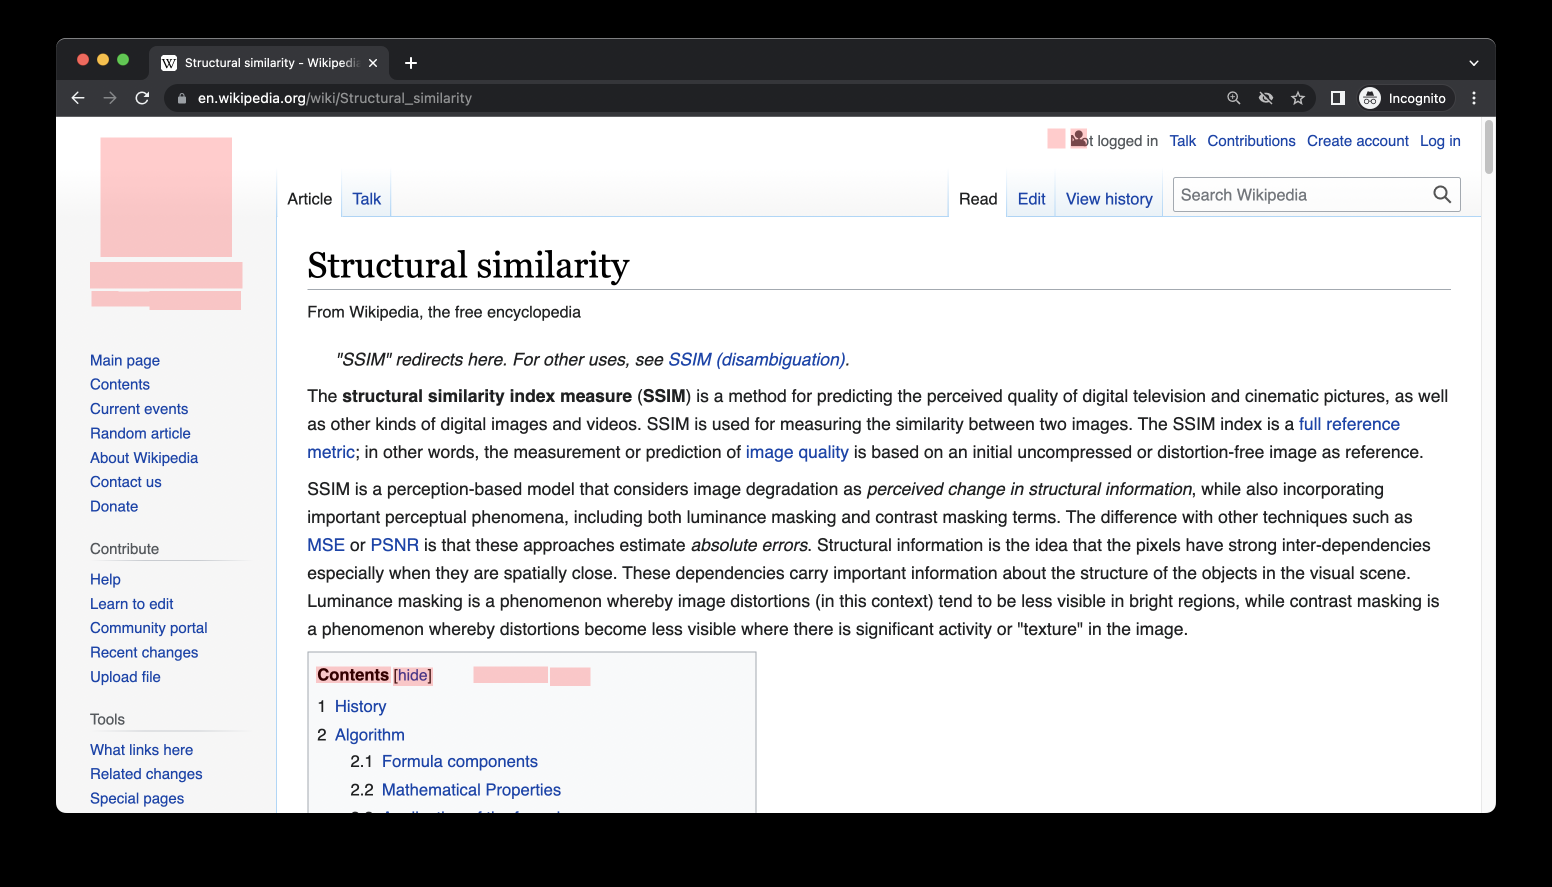 Structural similarity - Wikipedia
en.wikipedia.org/wiki/Structural_similarity
Incognito
logged in Talk Contributions Create account Log in
Article Talk Read Edit View history Search Wikipedia
Structural similarity
From Wikipedia, the free encyclopedia
"SSIM" redirects here. For other uses, see SSIM (disambiguation).
The structural similarity index measure (SSIM) is a method for predicting the perceived quality of digital television and cinematic pictures, as well
as other kinds of digital images and videos. SSIM is used for measuring the similarity between two images. The SSIM index is a full reference
metric; in other words, the measurement or prediction of image quality is based on an initial uncompressed or distortion-free image as reference.
SSIM is a perception-based model that considers image degradation as perceived change in structural information, while also incorporating
important perceptual phenomena, including both luminance masking and contrast masking terms. The difference with other techniques such as
MSE or PSNR is that these approaches estimate absolute errors. Structural information is the idea that the pixels have strong inter-dependencies
especially when they are spatially close. These dependencies carry important information about the structure of the objects in the visual scene.
Luminance masking is a phenomenon whereby image distortions (in this context) tend to be less visible in bright regions, while contrast masking is
a phenomenon whereby distortions become less visible where there is significant activity or "texture" in the image.
Contents [hide]
1 History
2 Algorithm
2.1 Formula components
2.2 Mathematical Properties
Main page
Contents
Current events
Random article
About Wikipedia
Contact us
Donate
Contribute
Help
Learn to edit
Community portal
Recent changes
Upload file
Tools
What links here
Related changes
Special pages